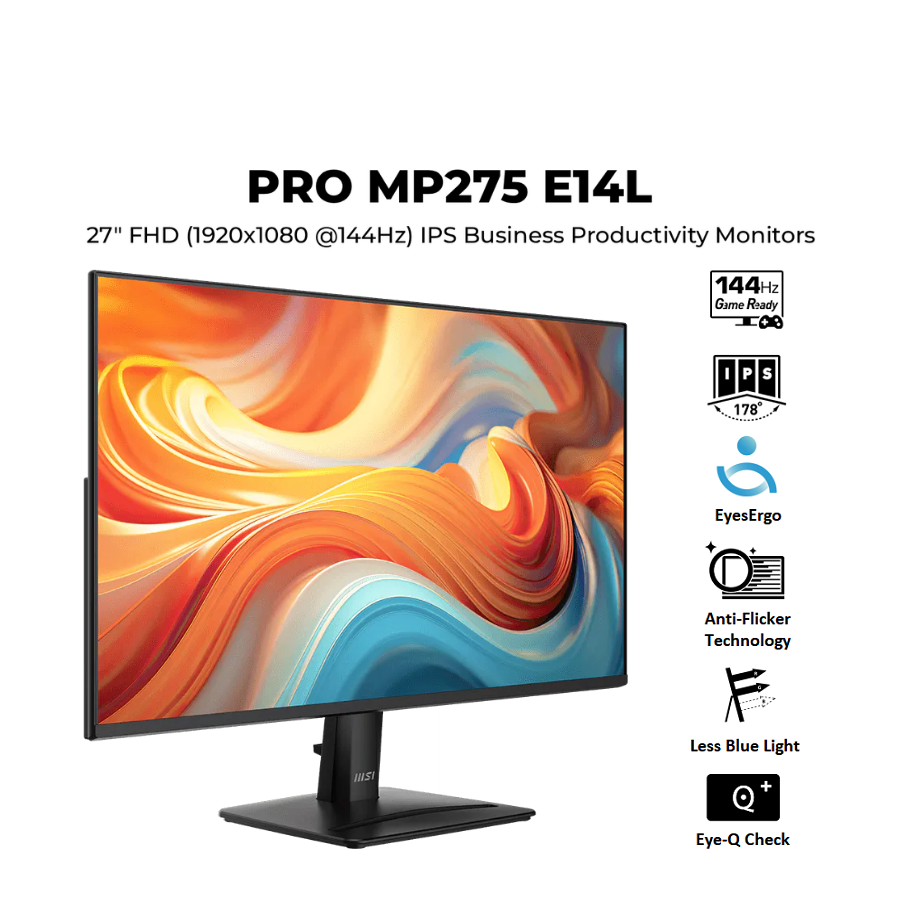 PRO MP275 E14L
27" FHD (1920x1080 @144Hz) IPS Business Productivity Monitors
144Hz
Game Ready
IPS
178°
EyesErgo
Anti-Flicker
Technology
Less Blue Light
Q+
Eye-Q Check
msi